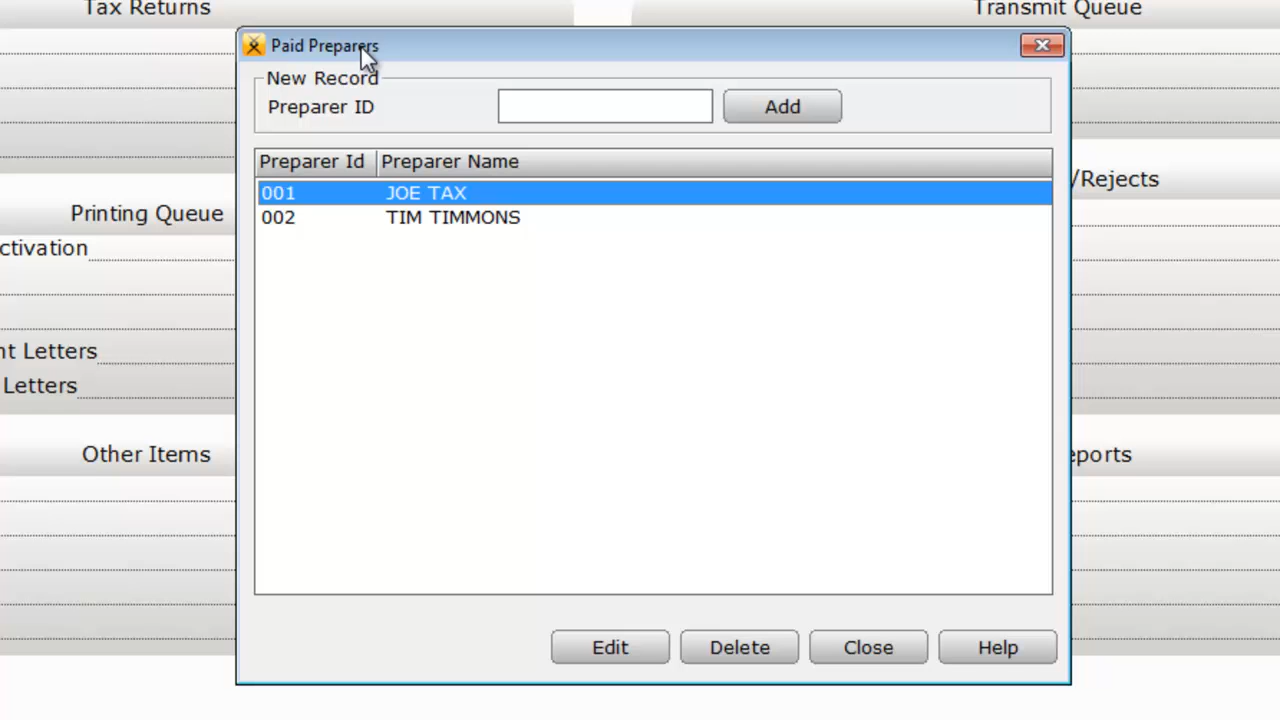 Tax Returns
Transmit Queue
Paid Preparers
New Record
Preparer ID
Add
Preparer Id Preparer Name
001 JOE TAX
002 TIM TIMMONS
/Rejects
Printing Queue
ctivation
nt Letters
Letters
Other Items
eports
Edit Delete Close Help